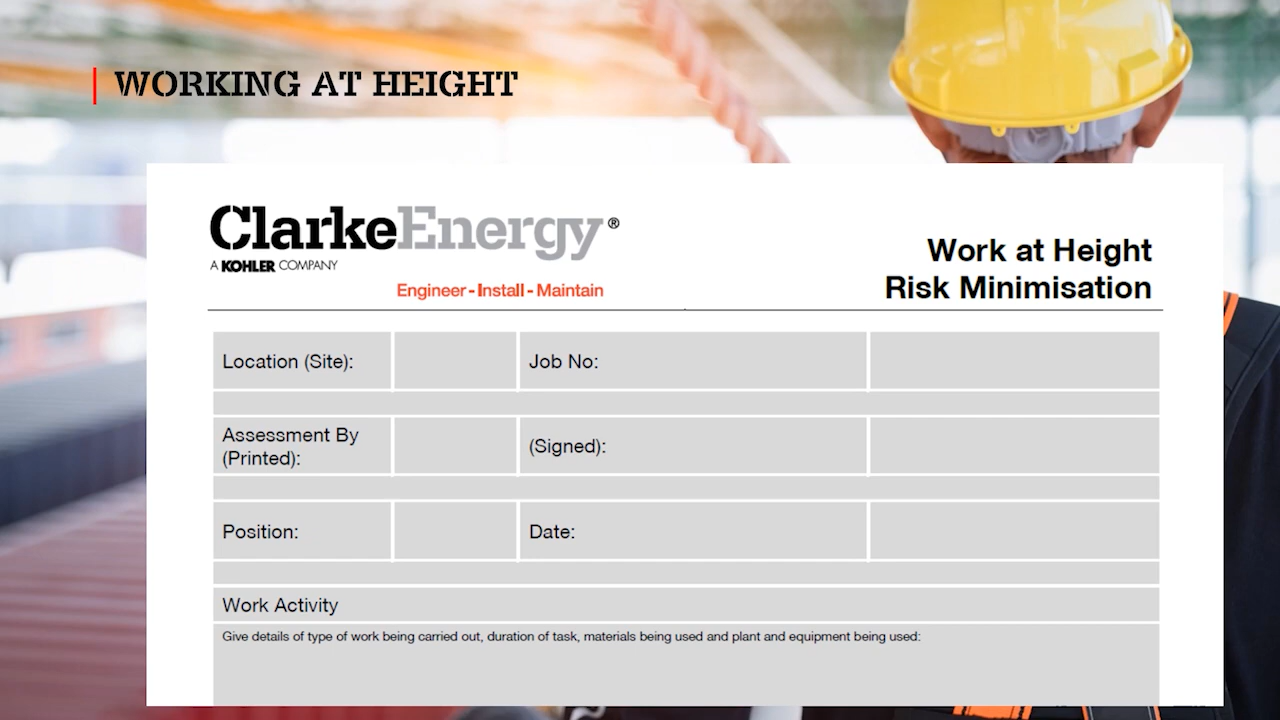 WORKING AT HEIGHT
ClarkeEnergy®
A KOHLER COMPANY
Engineer - Install - Maintain
Work at Height
Risk Minimisation
Location (Site):
Job No:
Assessment By
(Printed):
(Signed):
Position:
Date:
Work Activity
Give details of type of work being carried out, duration of task, materials being used and plant and equipment being used: